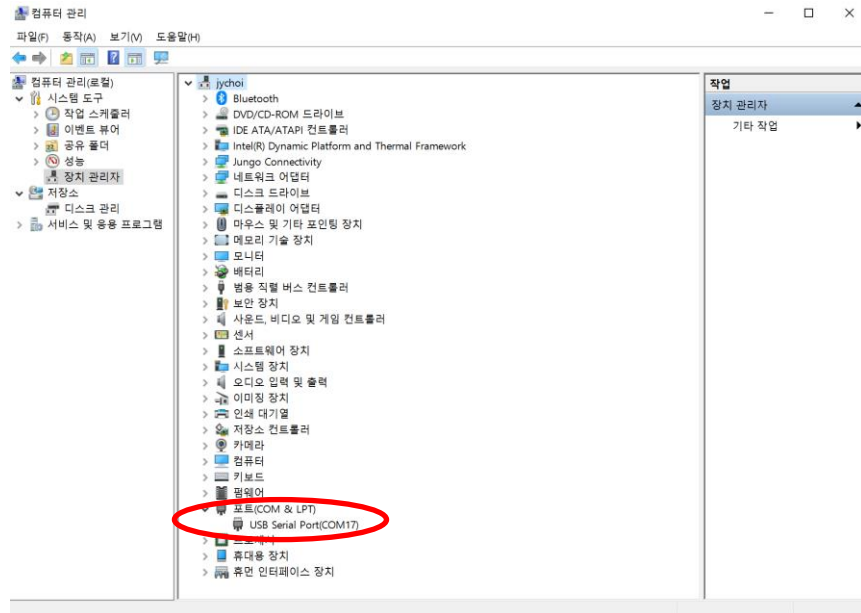 컴퓨터 관리
파일(F) 동작(A) 보기(V) 도움말(H)
컴퓨터 관리(로컬)
시스템 도구
작업 스케줄러
이벤트 뷰어
공유 폴더
성능
장치 관리자
저장소
디스크 관리
서비스 및 응용 프로그램
jychoi
Bluetooth
DVD/CD-ROM 드라이브
IDE ATA/ATAPI 컨트롤러
Intel(R) Dynamic Platform and Thermal Framework
Jungo Connectivity
네트워크 어댑터
디스크 드라이브
디스플레이 어댑터
마우스 및 기타 포인팅 장치
메모리 기술 장치
모니터
배터리
범용 직렬 버스 컨트롤러
보안 장치
사운드, 비디오 및 게임 컨트롤러
센서
소프트웨어 장치
시스템 장치
오디오 입력 및 출력
이미징 장치
인쇄 대기열
저장소 컨트롤러
카메라
컴퓨터
키보드
펌웨어
포트(COM & LPT)
USB Serial Port(COM17)
휴대용 장치
휴먼 인터페이스 장치
작업
장치 관리자
기타 작업